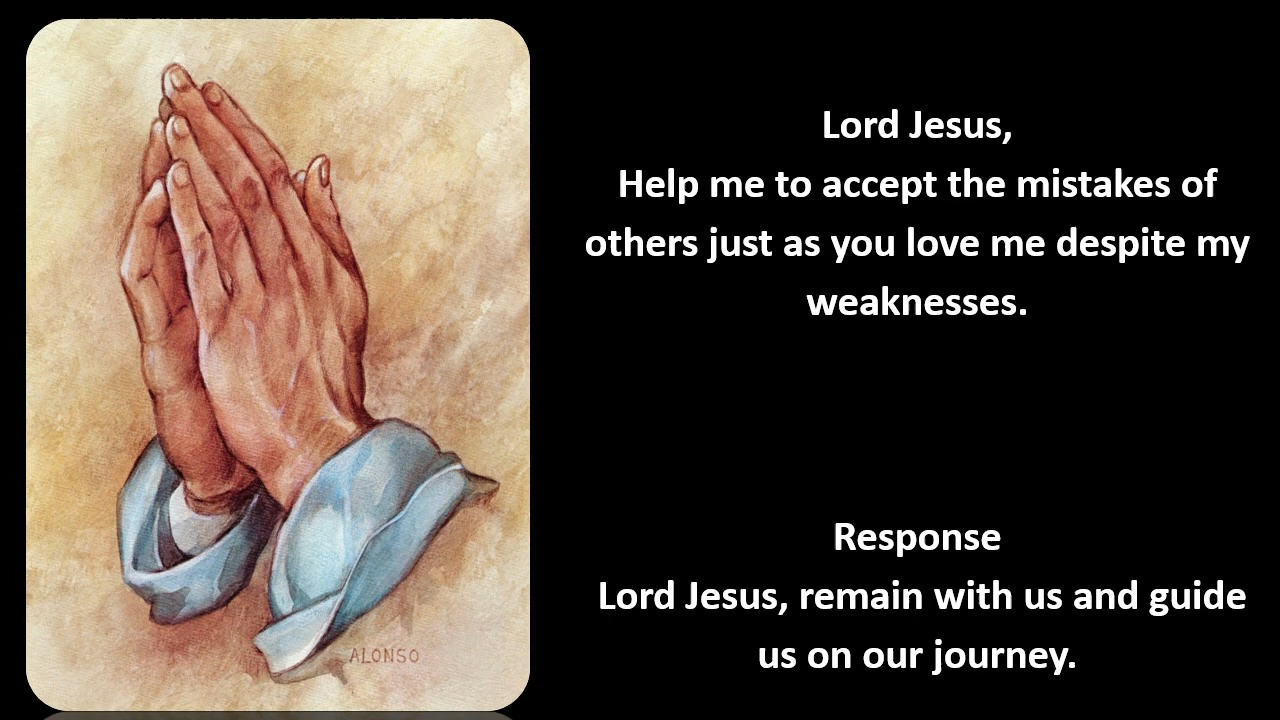 Lord Jesus,
Help me to accept the mistakes of
others just as you love me despite my
weaknesses.
Response
Lord Jesus, remain with us and guide
us on our journey.
ALONSO